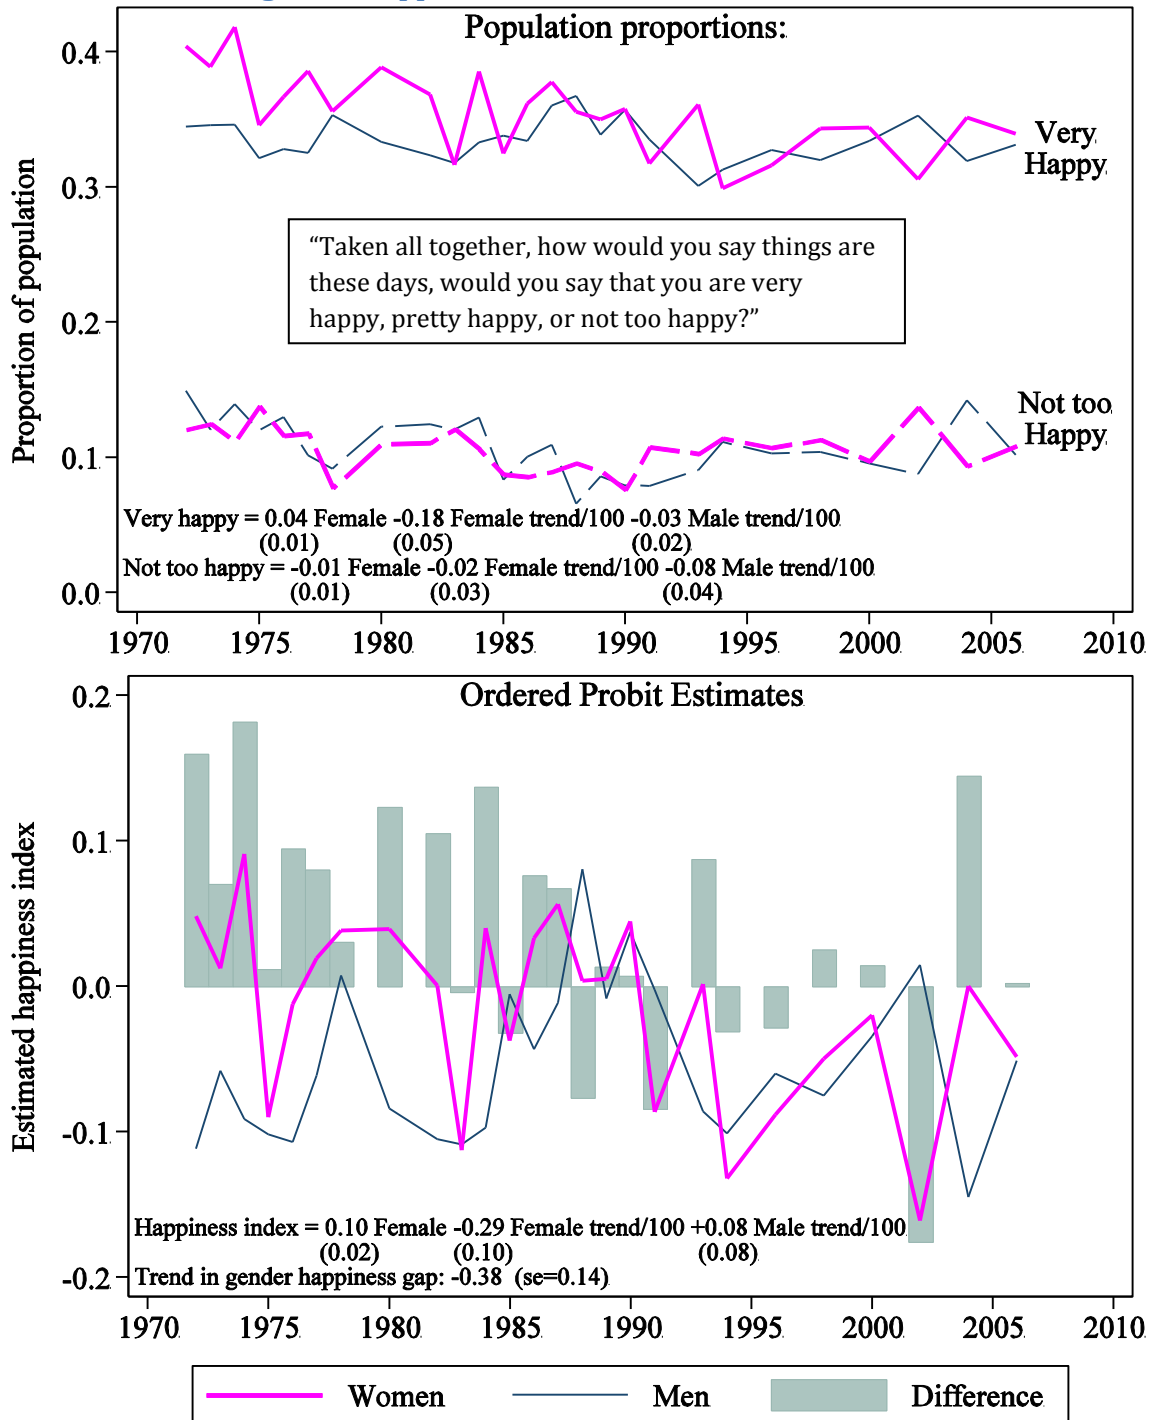 Population proportions:
0.4
0.3
0.2
0.1
0.0
Proportion of population
Very
Happy
“Taken all together, how would you say things are
these days, would you say that you are very
happy, pretty happy, or not too happy?”
Not too
Happy
Very happy = 0.04 Female -0.18 Female trend/100 -0.03 Male trend/100
(0.01) (0.05) (0.02)
Not too happy = -0.01 Female -0.02 Female trend/100 -0.08 Male trend/100
(0.01) (0.03) (0.04)
1970 1975 1980 1985 1990 1995 2000 2005 2010
Ordered Probit Estimates
0.2
0.1
0.0
-0.1
-0.2
Estimated happiness index
Happiness index = 0.10 Female -0.29 Female trend/100 +0.08 Male trend/100
(0.02) (0.10) (0.08)
Trend in gender happiness gap: -0.38 (se=0.14)
1970 1975 1980 1985 1990 1995 2000 2005 2010
Women Men Difference